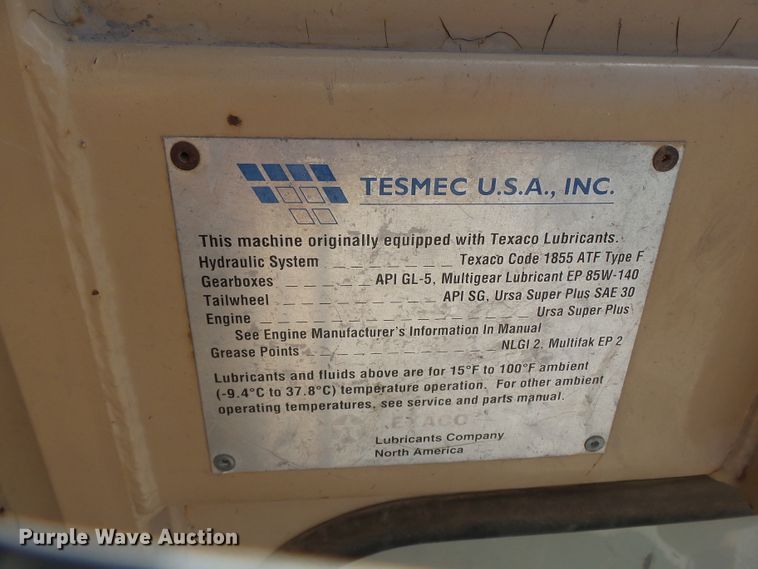 TESMEC U.S.A., INC.
This machine originally equipped with Texaco Lubricants.
Hydraulic System _ _ _ _ _ _ _ _ _ Texaco Code 1855 ATF Type F
Gearboxes _ _ _ _ _ _ API GL-5, Multigear Lubricant EP 85W-140
Tailwheel _ _ _ _ _ _ _ _ _ _ API SG, Ursa Super Plus SAE 30
Engine _ _ _ _ _ _ _ _ _ _ _ _ _ _ _ _ _ _ Ursa Super Plus
See Engine Manufacturer's Information In Manual
Grease Points _ _ _ _ _ _ _ _ _ _ _ _ _ NLGI 2, Multifak EP 2
Lubricants and fluids above are for 15°F to 100°F ambient
(-9.4°C to 37.8°C) temperature operation. For other ambient
operating temperatures, see service and parts manual.
TEXACO
Lubricants Company
North America
Purple Wave Auction